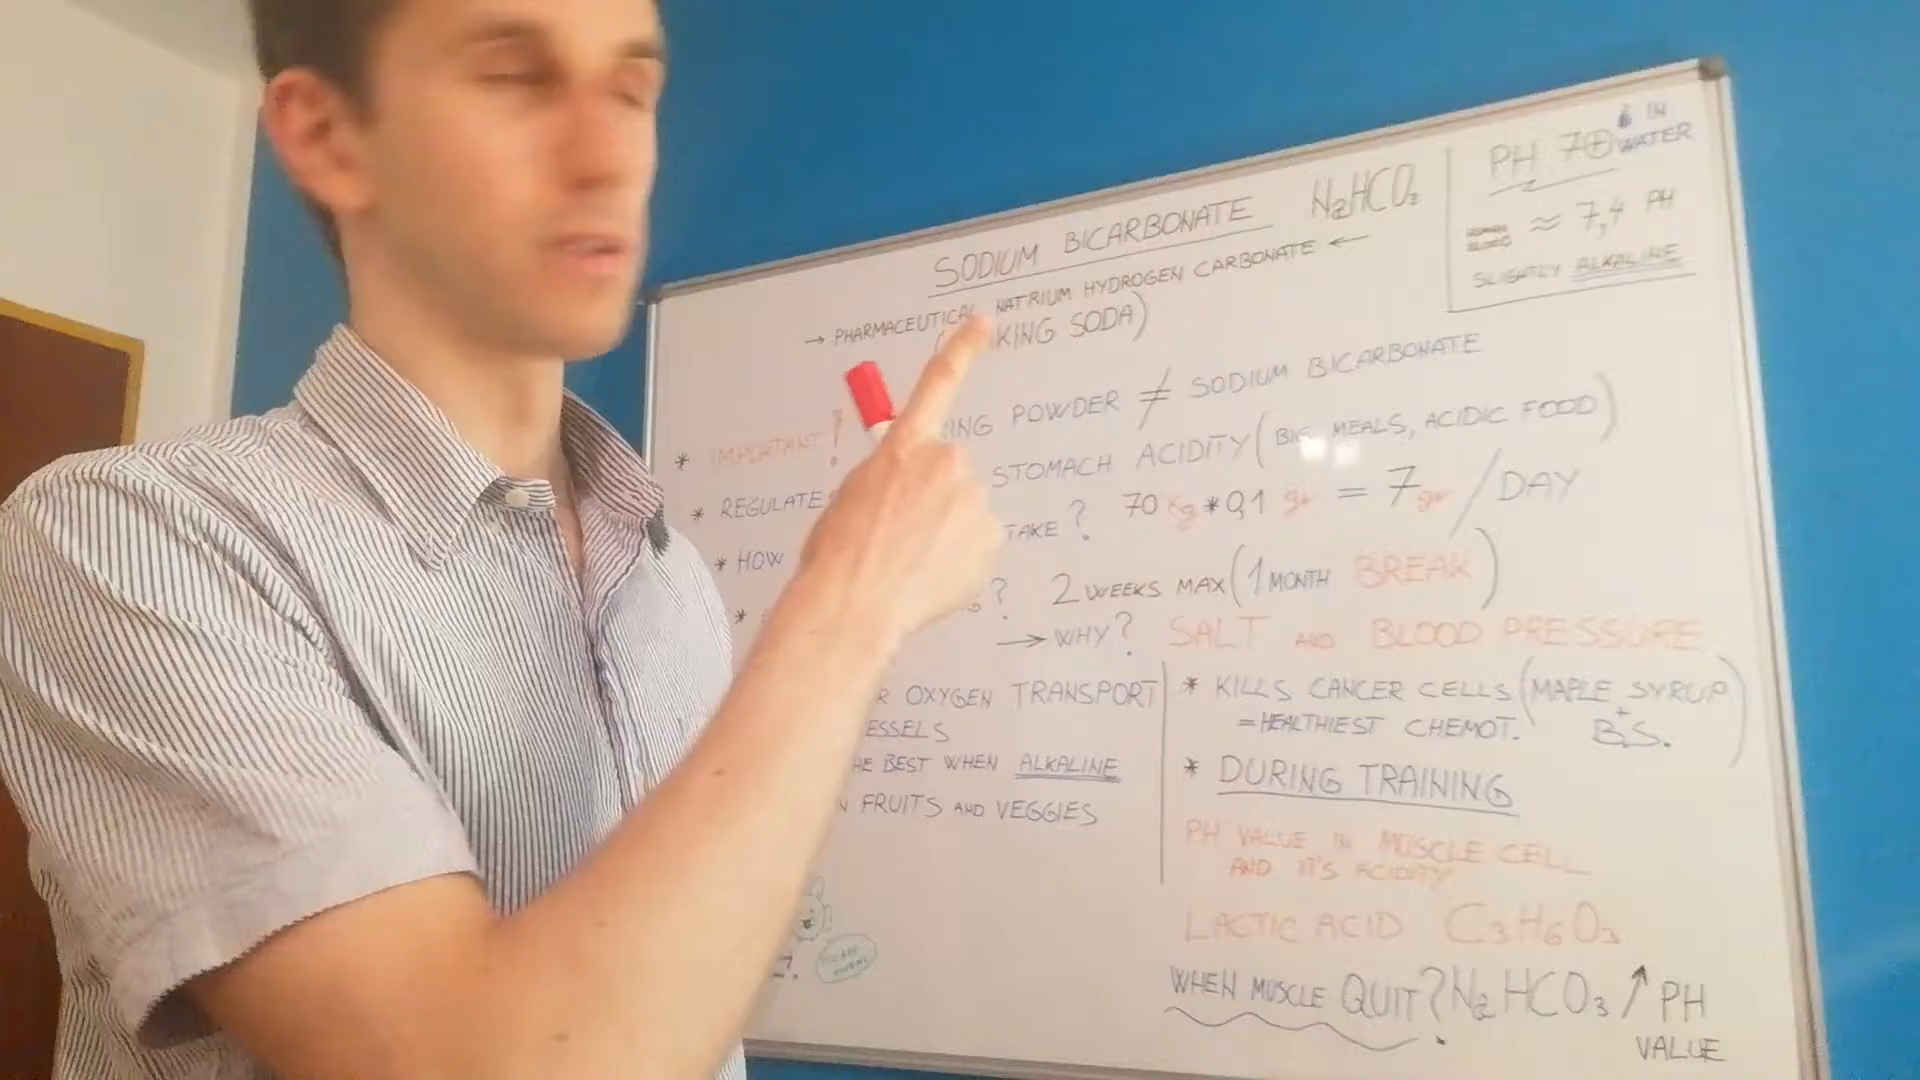 SODIUM BICARBONATE N2HCO3
→ PHARMACEUTICAL NATRIUM HYDROGEN CARBONATE ←
KING SODA)
PH 7+ IN WATER
HUMAN BLOOD ≈ 7,4 PH
SLIGHTLY ALKALINE
* IMPORTANT! ING POWDER ≠ SODIUM BICARBONATE
* REGULATE STOMACH ACIDITY (BIG MEALS, ACIDIC FOOD)
* HOW TAKE? 70 Kg * 0,1 gr = 7 gr / DAY
* G? 2 WEEKS MAX (1 MONTH BREAK)
→ WHY? SALT AND BLOOD PRESSURE
R OXYGEN TRANSPORT
ESSELS
HE BEST WHEN ALKALINE
N FRUITS AND VEGGIES
* KILLS CANCER CELLS (MAPLE SYRUP + B.S.)
= HEALTHIEST CHEMOT.
* DURING TRAINING
PH VALUE IN MUSCLE CELL
AND IT'S ACIDITY
LACTIC ACID C3H6O3
WHEN MUSCLE QUIT? N2HCO3 ↑ PH
VALUE